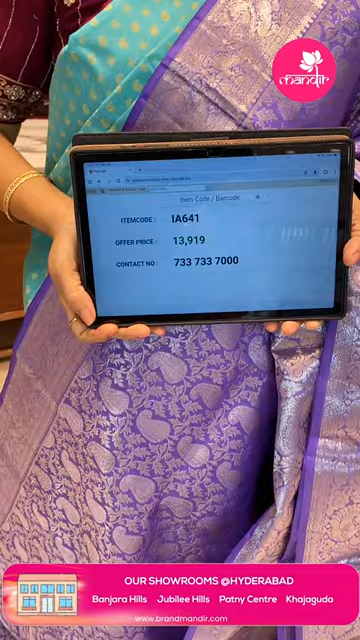 mandir
Item Code / Barcode
ITEMCODE : IA641
OFFER PRICE : 13,919
CONTACT NO : 733 733 7000
OUR SHOWROOMS @HYDERABAD
Banjara Hills Jubilee Hills Patny Centre Khajaguda
www.brandmandir.com